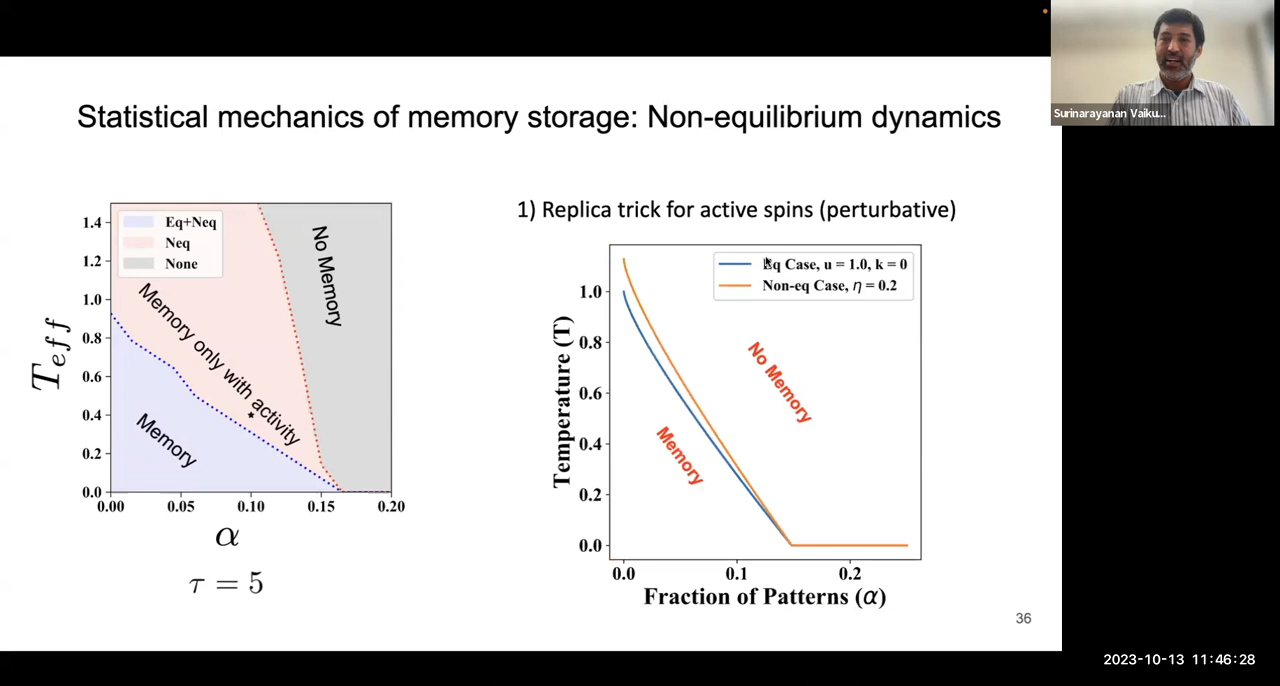 Surinarayanan Vaiku...
Statistical mechanics of memory storage: Non-equilibrium dynamics
1) Replica trick for active spins (perturbative)
Eq+Neq
Neq
None
No Memory
Memory only with activity
Memory
1.4
1.2
1.0
0.8
0.6
0.4
0.2
0.0
T_{eff}
0.00 0.05 0.10 0.15 0.20
α
τ = 5
Eq Case, u = 1.0, k = 0
Non-eq Case, η = 0.2
No Memory
Memory
1.0
0.8
0.6
0.4
0.2
0.0
Temperature (T)
0.0 0.1 0.2
Fraction of Patterns (α)
36
2023-10-13 11:46:28